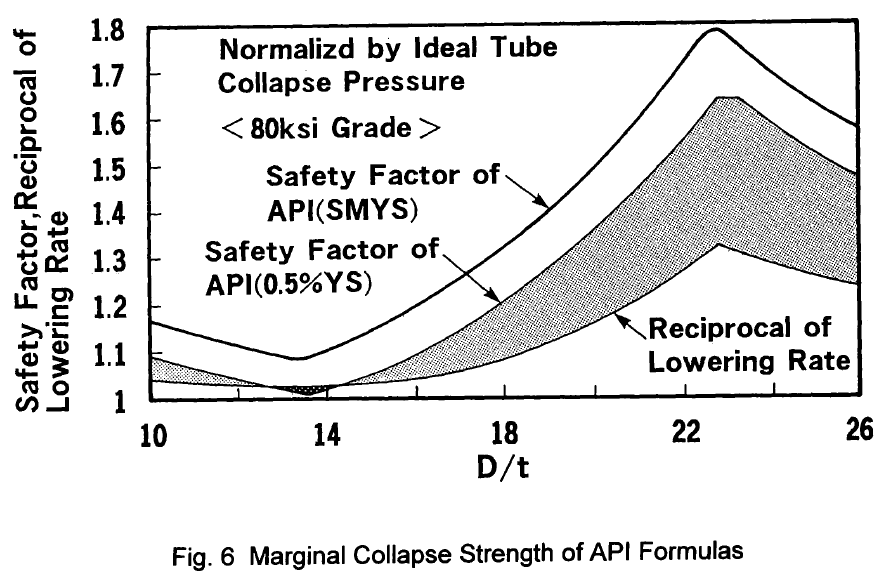 Safety Factor,Reciprocal of
Lowering Rate
1.8
1.7
1.6
1.5
1.4
1.3
1.2
1.1
1
Normalizd by Ideal Tube
Collapse Pressure
<80ksi Grade>
Safety Factor of
API(SMYS)
Safety Factor of
API(0.5%YS)
Reciprocal of
Lowering Rate
10 14 18 22 26
D/t
Fig. 6 Marginal Collapse Strength of API Formulas